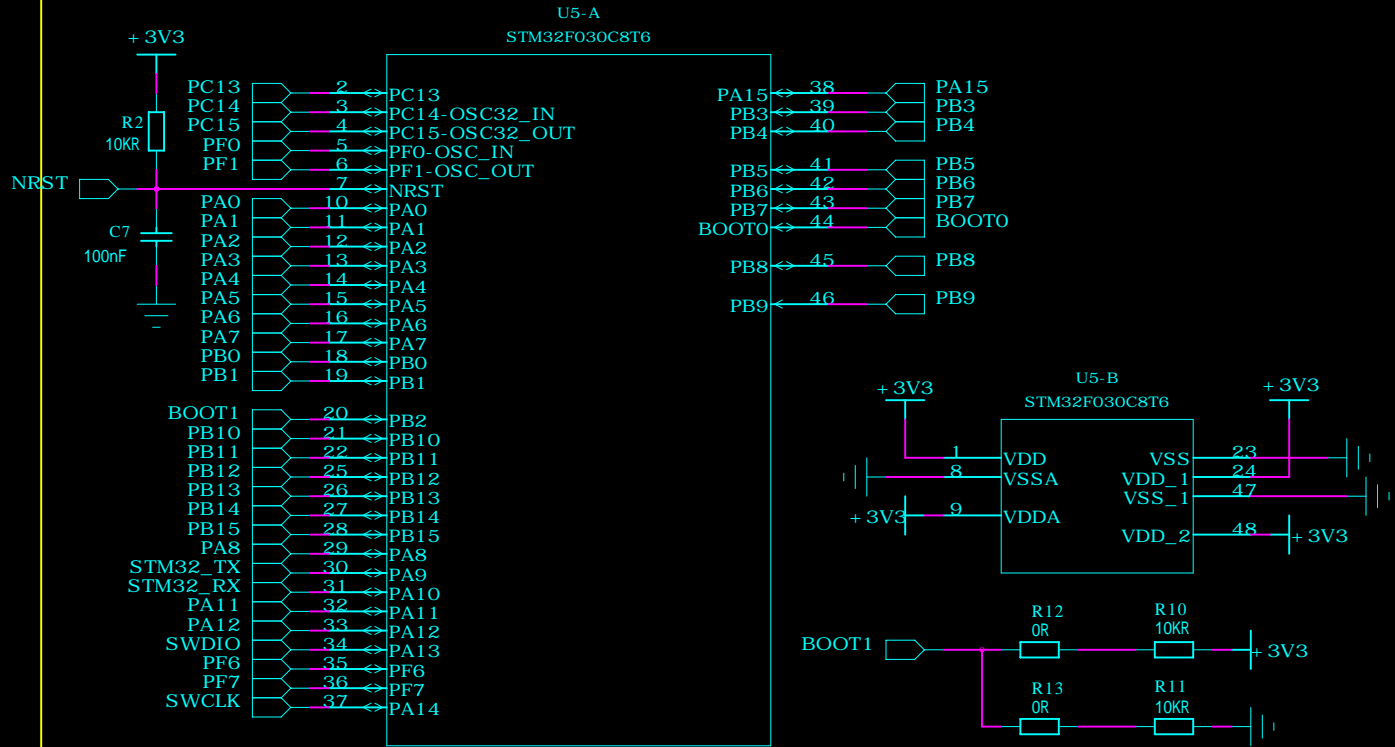 U5-A
STM32F030C8T6
+3V3
R2
10KR
NRST
C7
100nF
PC13 2 PC13
PC14 3 PC14-OSC32_IN
PC15 4 PC15-OSC32_OUT
PF0 5 PF0-OSC_IN
PF1 6 PF1-OSC_OUT
7 NRST
PA0 10 PA0
PA1 11 PA1
PA2 12 PA2
PA3 13 PA3
PA4 14 PA4
PA5 15 PA5
PA6 16 PA6
PA7 17 PA7
PB0 18 PB0
PB1 19 PB1
BOOT1 20 PB2
PB10 21 PB10
PB11 22 PB11
PB12 25 PB12
PB13 26 PB13
PB14 27 PB14
PB15 28 PB15
PA8 29 PA8
STM32_TX 30 PA9
STM32_RX 31 PA10
PA11 32 PA11
PA12 33 PA12
SWDIO 34 PA13
PF6 35 PF6
PF7 36 PF7
SWCLK 37 PA14
PA15 38 PA15
PB3 39 PB3
PB4 40 PB4
PB5 41 PB5
PB6 42 PB6
PB7 43 PB7
BOOT0 44 BOOT0
PB8 45 PB8
PB9 46 PB9
U5-B
STM32F030C8T6
+3V3
+3V3
1 VDD
8 VSSA
+3V3 9 VDDA
VSS 23
VDD_1 24
VSS_1 47
VDD_2 48 +3V3
BOOT1
R12
0R
R10
10KR
+3V3
R13
0R
R11
10KR